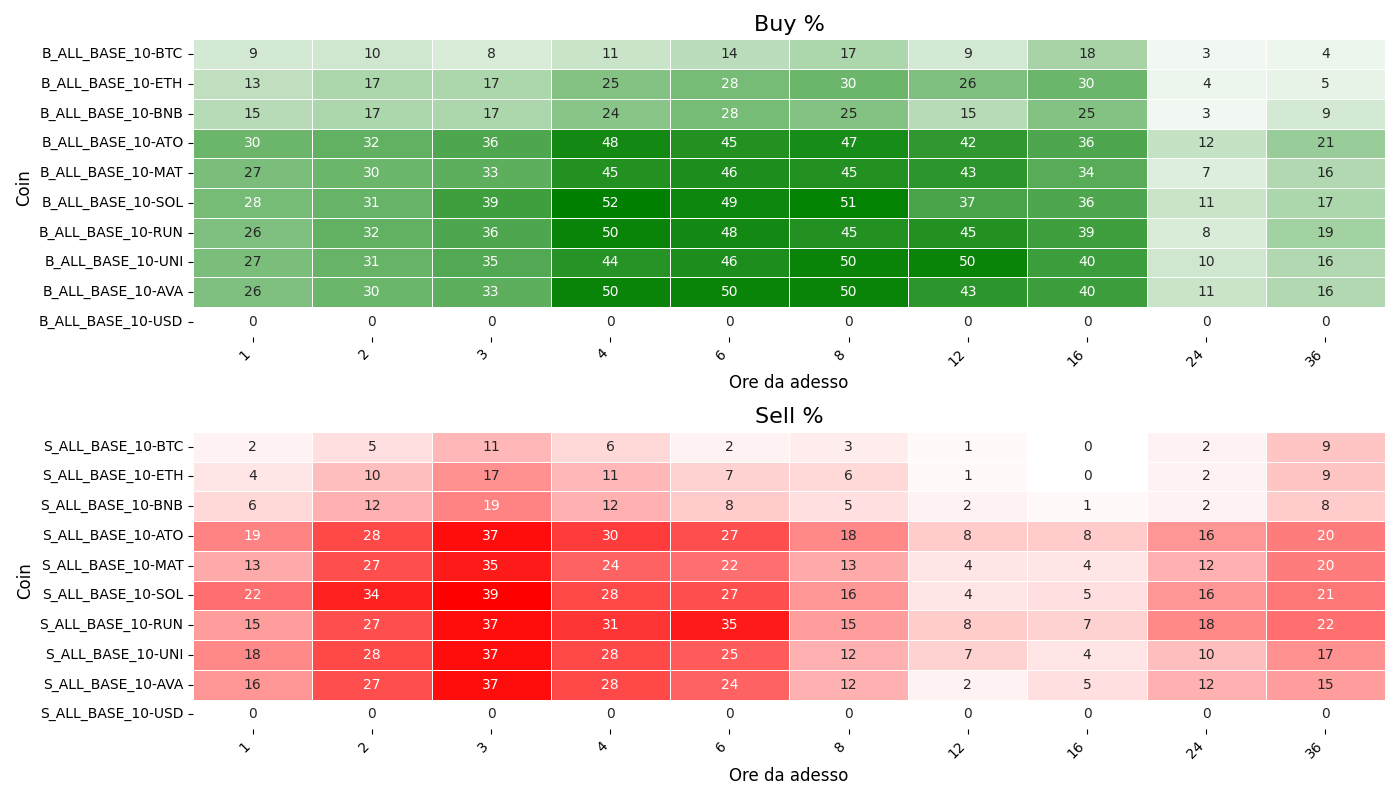 Buy %
Coin
B_ALL_BASE_10-BTC 9 10 8 11 14 17 9 18 3 4
B_ALL_BASE_10-ETH 13 17 17 25 28 30 26 30 4 5
B_ALL_BASE_10-BNB 15 17 17 24 28 25 15 25 3 9
B_ALL_BASE_10-ATO 30 32 36 48 45 47 42 36 12 21
B_ALL_BASE_10-MAT 27 30 33 45 46 45 43 34 7 16
B_ALL_BASE_10-SOL 28 31 39 52 49 51 37 36 11 17
B_ALL_BASE_10-RUN 26 32 36 50 48 45 45 39 8 19
B_ALL_BASE_10-UNI 27 31 35 44 46 50 50 40 10 16
B_ALL_BASE_10-AVA 26 30 33 50 50 50 43 40 11 16
B_ALL_BASE_10-USD 0 0 0 0 0 0 0 0 0 0
1 2 3 4 6 8 12 16 24 36
Ore da adesso
Sell %
Coin
S_ALL_BASE_10-BTC 2 5 11 6 2 3 1 0 2 9
S_ALL_BASE_10-ETH 4 10 17 11 7 6 1 0 2 9
S_ALL_BASE_10-BNB 6 12 19 12 8 5 2 1 2 8
S_ALL_BASE_10-ATO 19 28 37 30 27 18 8 8 16 20
S_ALL_BASE_10-MAT 13 27 35 24 22 13 4 4 12 20
S_ALL_BASE_10-SOL 22 34 39 28 27 16 4 5 16 21
S_ALL_BASE_10-RUN 15 27 37 31 35 15 8 7 18 22
S_ALL_BASE_10-UNI 18 28 37 28 25 12 7 4 10 17
S_ALL_BASE_10-AVA 16 27 37 28 24 12 2 5 12 15
S_ALL_BASE_10-USD 0 0 0 0 0 0 0 0 0 0
1 2 3 4 6 8 12 16 24 36
Ore da adesso